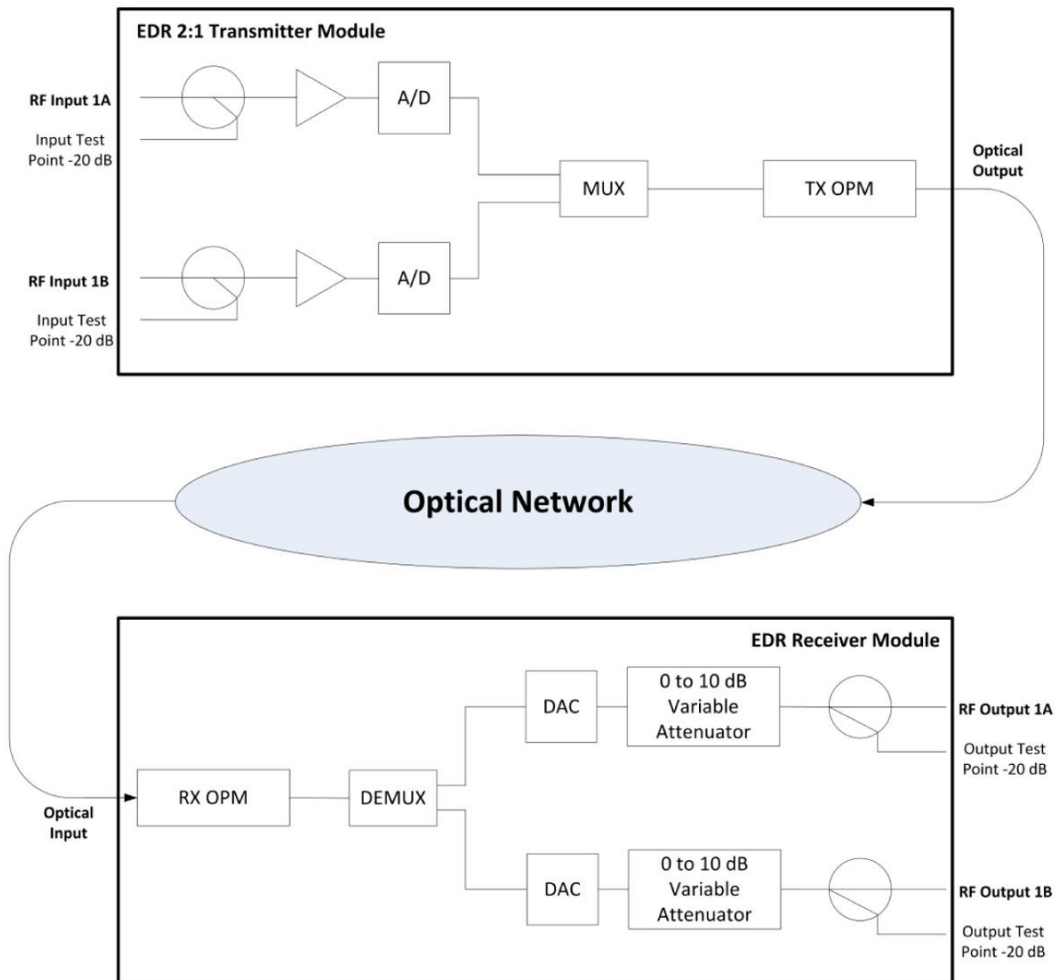 EDR 2:1 Transmitter Module
RF Input 1A
Input Test
Point -20 dB
A/D
RF Input 1B
Input Test
Point -20 dB
A/D
MUX
TX OPM
Optical
Output
Optical Network
EDR Receiver Module
Optical
Input
RX OPM
DEMUX
DAC
0 to 10 dB
Variable
Attenuator
RF Output 1A
Output Test
Point -20 dB
DAC
0 to 10 dB
Variable
Attenuator
RF Output 1B
Output Test
Point -20 dB